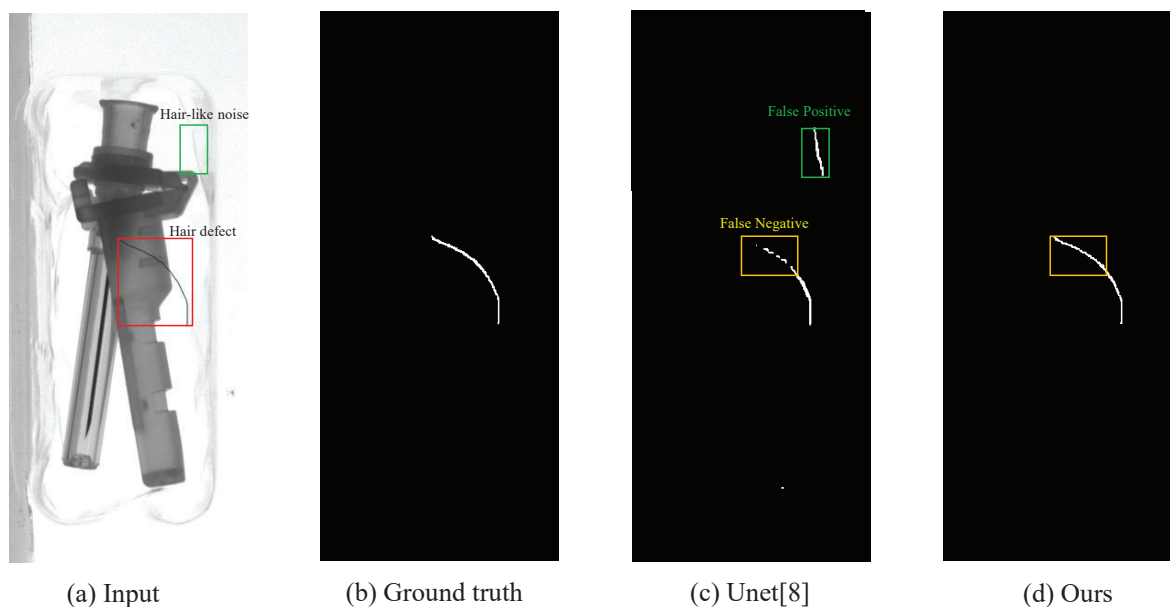 Hair-like noise
Hair defect
False Positive
False Negative
(a) Input
(b) Ground truth
(c) Unet[8]
(d) Ours